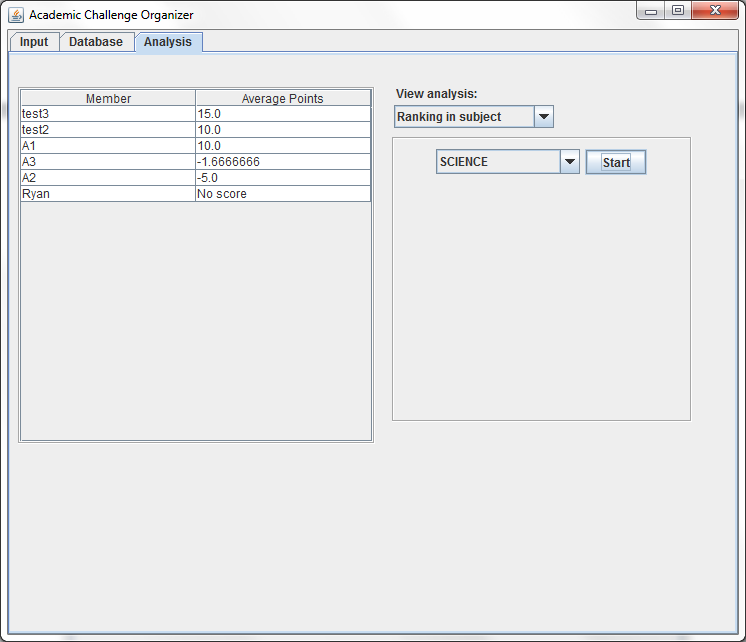 Academic Challenge Organizer
Input Database Analysis
Member Average Points
test3 15.0
test2 10.0
A1 10.0
A3 -1.6666666
A2 -5.0
Ryan No score
View analysis:
Ranking in subject
SCIENCE Start